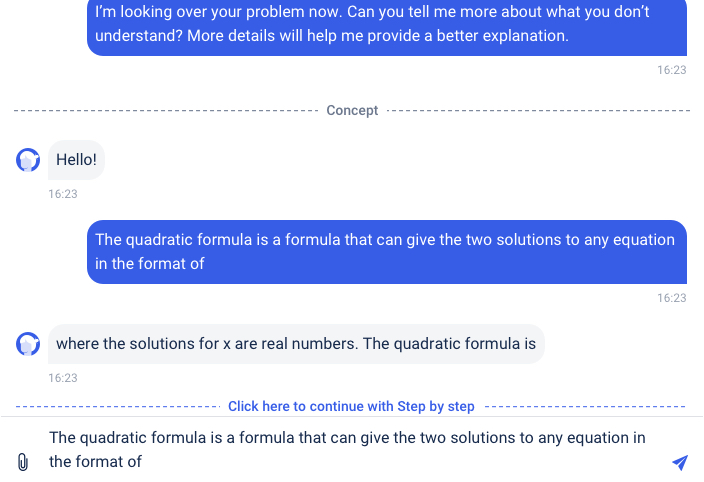 I'm looking over your problem now. Can you tell me more about what you don't
understand? More details will help me provide a better explanation.
16:23
Concept
Hello!
16:23
The quadratic formula is a formula that can give the two solutions to any equation
in the format of
16:23
where the solutions for x are real numbers. The quadratic formula is
16:23
Click here to continue with Step by step
The quadratic formula is a formula that can give the two solutions to any equation in
the format of